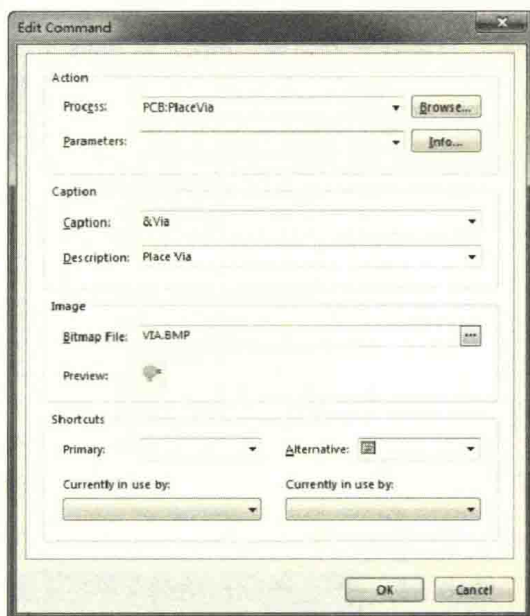 Edit Command
Action
Process: PCB:PlaceVia Browse...
Parameters: Info...
Caption
Caption: &Via
Description: Place Via
Image
Bitmap File: VIA.BMP ...
Preview:
Shortcuts
Primary: Alternative:
Currently in use by: Currently in use by:
OK Cancel